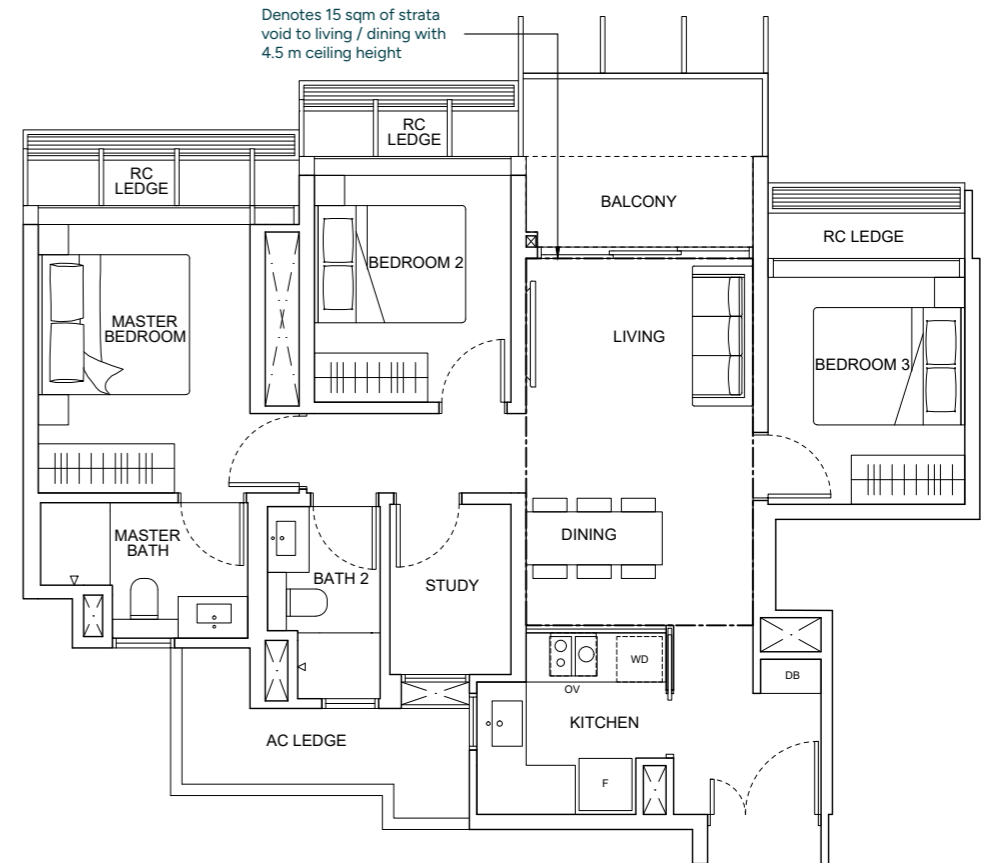 Denotes 15 sqm of strata
void to living / dining with
4.5 m ceiling height
RC
LEDGE
RC
LEDGE
BALCONY
RC LEDGE
BEDROOM 2
MASTER
BEDROOM
LIVING
BEDROOM 3
MASTER
BATH
DINING
BATH 2
STUDY
WD
DB
OV
KITCHEN
AC LEDGE
F